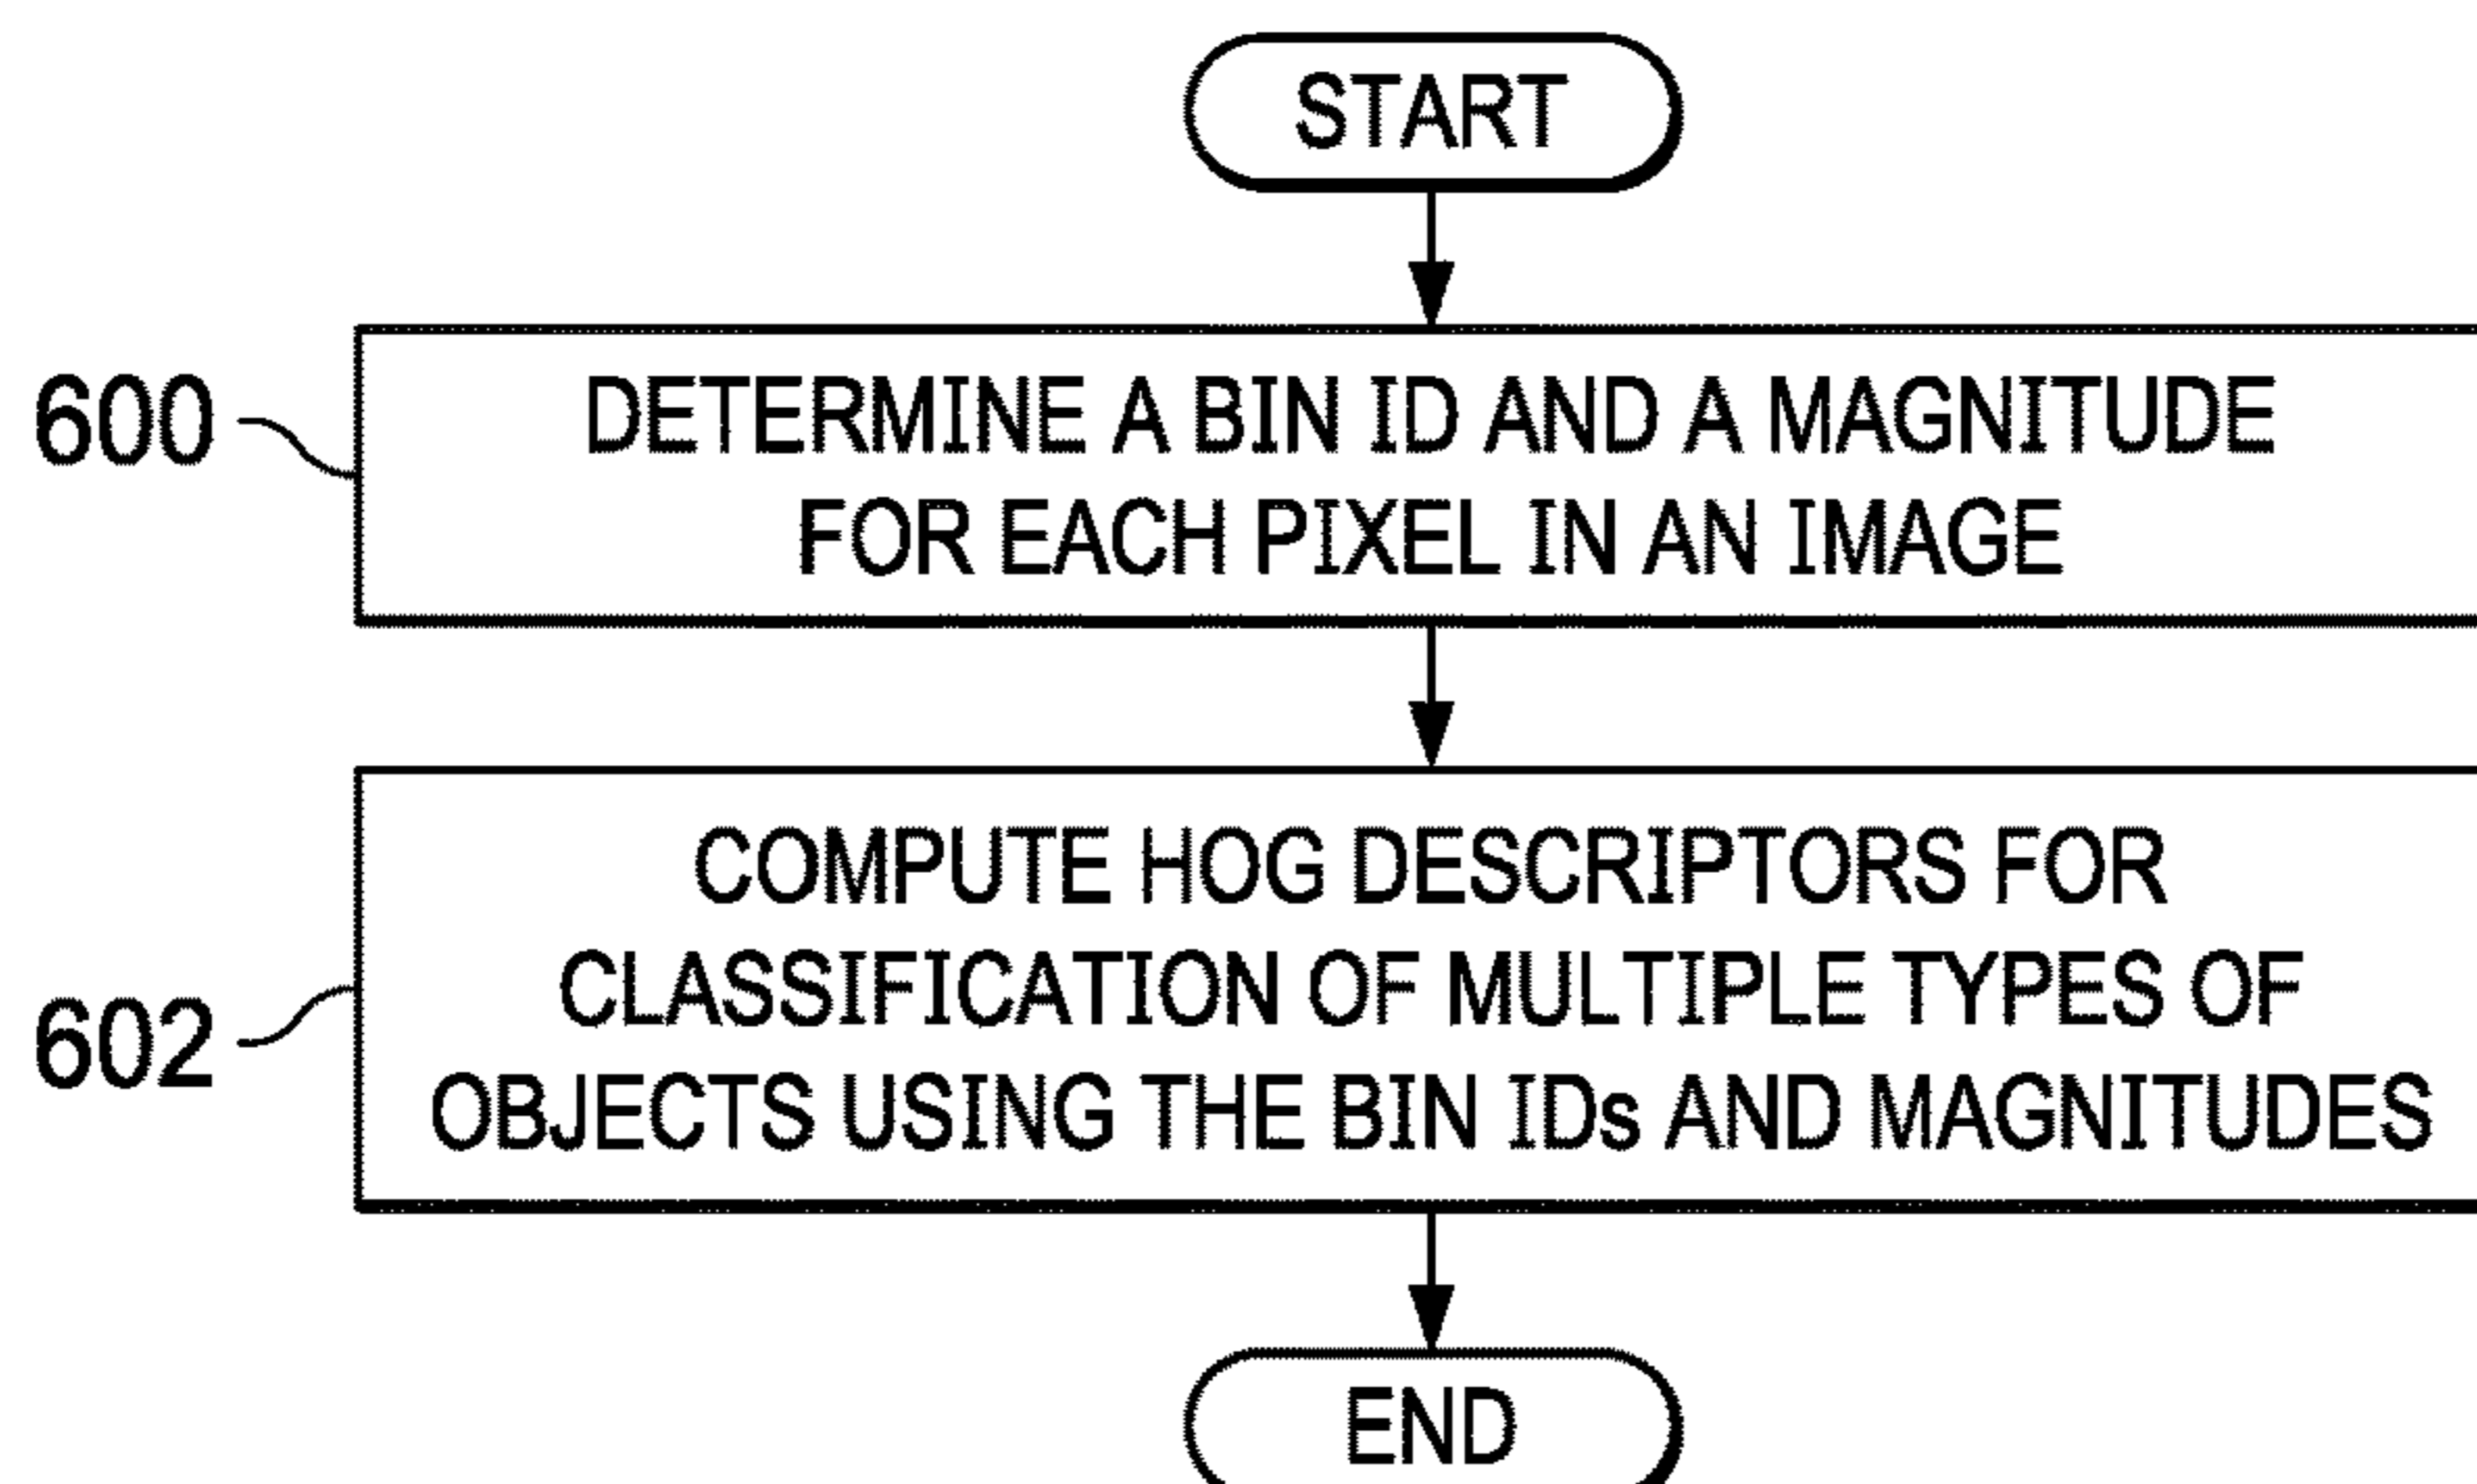 START
600
DETERMINE A BIN ID AND A MAGNITUDE
FOR EACH PIXEL IN AN IMAGE
602
COMPUTE HOG DESCRIPTORS FOR
CLASSIFICATION OF MULTIPLE TYPES OF
OBJECTS USING THE BIN IDs AND MAGNITUDES
END